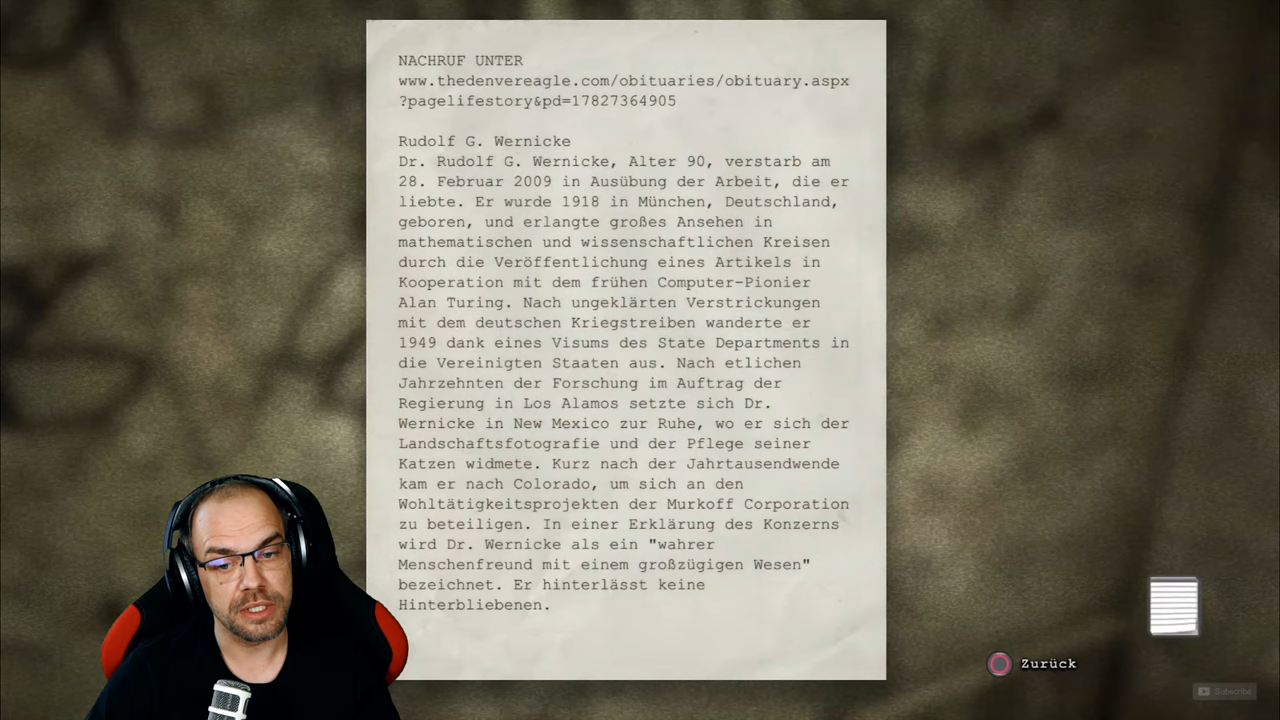 NACHRUF UNTER
www.thedenvereagle.com/obituaries/obituary.aspx
?pagelifestory&pd=17827364905
Rudolf G. Wernicke
Dr. Rudolf G. Wernicke, Alter 90, verstarb am
28. Februar 2009 in Ausübung der Arbeit, die er
liebte. Er wurde 1918 in München, Deutschland,
geboren, und erlangte großes Ansehen in
mathematischen und wissenschaftlichen Kreisen
durch die Veröffentlichung eines Artikels in
Kooperation mit dem frühen Computer-Pionier
Alan Turing. Nach ungeklärten Verstrickungen
mit dem deutschen Kriegstreiben wanderte er
1949 dank eines Visums des State Departments in
die Vereinigten Staaten aus. Nach etlichen
Jahrzehnten der Forschung im Auftrag der
Regierung in Los Alamos setzte sich Dr.
Wernicke in New Mexico zur Ruhe, wo er sich der
Landschaftsfotografie und der Pflege seiner
Katzen widmete. Kurz nach der Jahrtausendwende
kam er nach Colorado, um sich an den
Wohltätigkeitsprojekten der Murkoff Corporation
zu beteiligen. In einer Erklärung des Konzerns
wird Dr. Wernicke als ein "wahrer
Menschenfreund mit einem großzügigen Wesen"
bezeichnet. Er hinterlässt keine
Hinterbliebenen.
Zurück
Subscribe